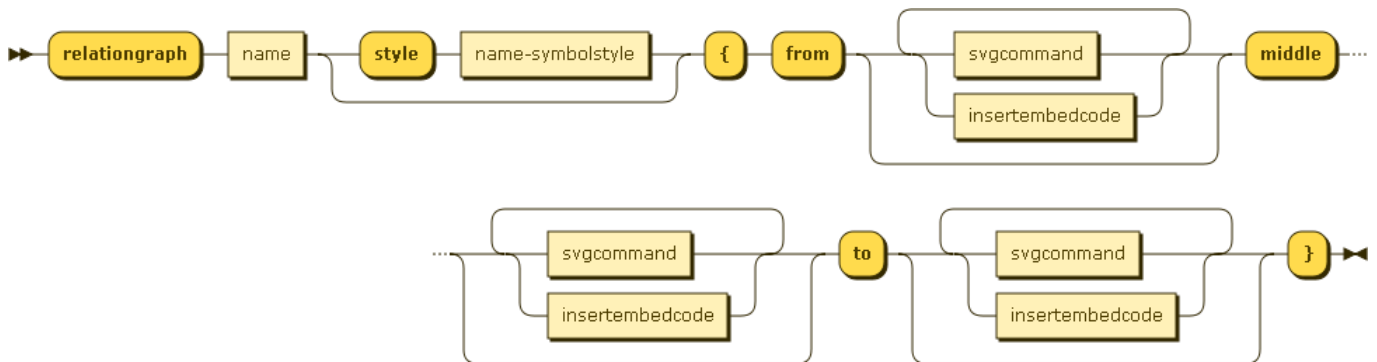 relationgraph name style name-symbolstyle { from svgcommand middle
insertembedcode
svgcommand to svgcommand }
insertembedcode insertembedcode